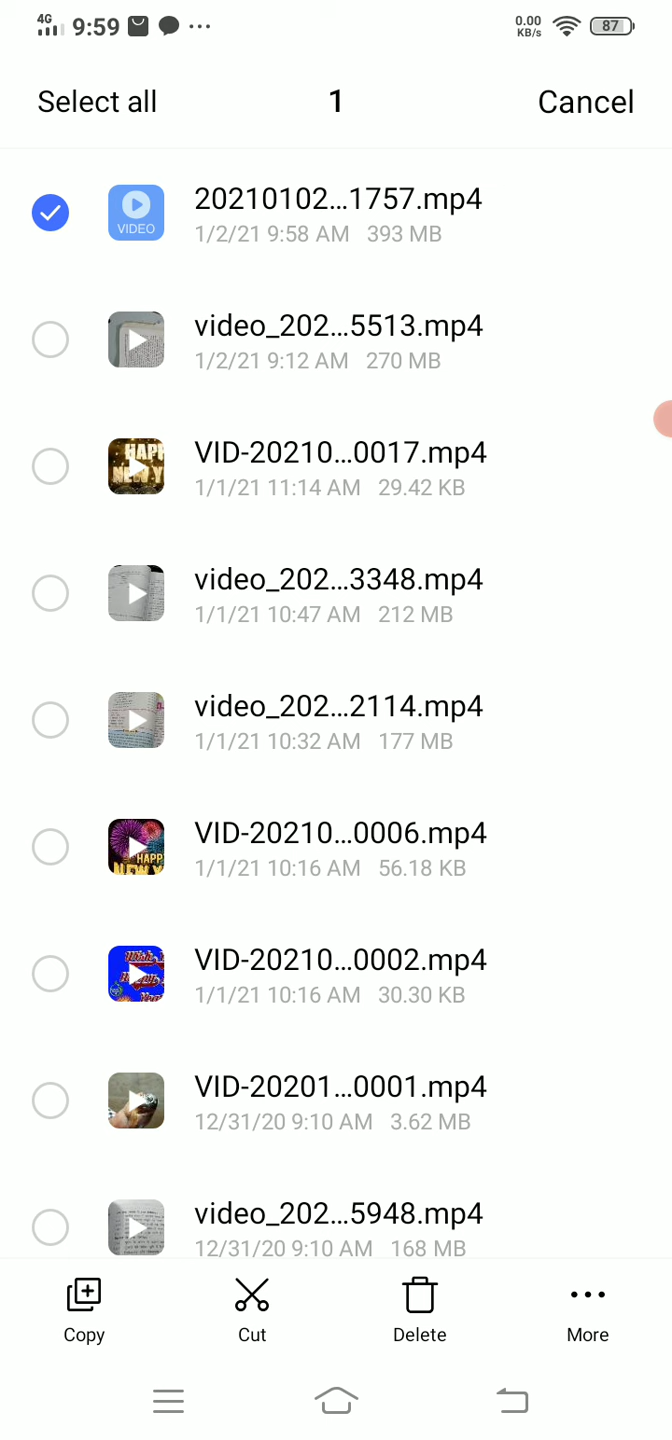 4G 9:59 ... 0.00 KB/s 87
Select all 1 Cancel
VIDEO
20210102...1757.mp4
1/2/21 9:58 AM 393 MB
video_202...5513.mp4
1/2/21 9:12 AM 270 MB
HAPP
NEW Y
VID-20210...0017.mp4
1/1/21 11:14 AM 29.42 KB
video_202...3348.mp4
1/1/21 10:47 AM 212 MB
video_202...2114.mp4
1/1/21 10:32 AM 177 MB
HAPP
NEW Y
VID-20210...0006.mp4
1/1/21 10:16 AM 56.18 KB
VID-20210...0002.mp4
1/1/21 10:16 AM 30.30 KB
VID-20201...0001.mp4
12/31/20 9:10 AM 3.62 MB
video_202...5948.mp4
12/31/20 9:10 AM 168 MB
Copy Cut Delete More